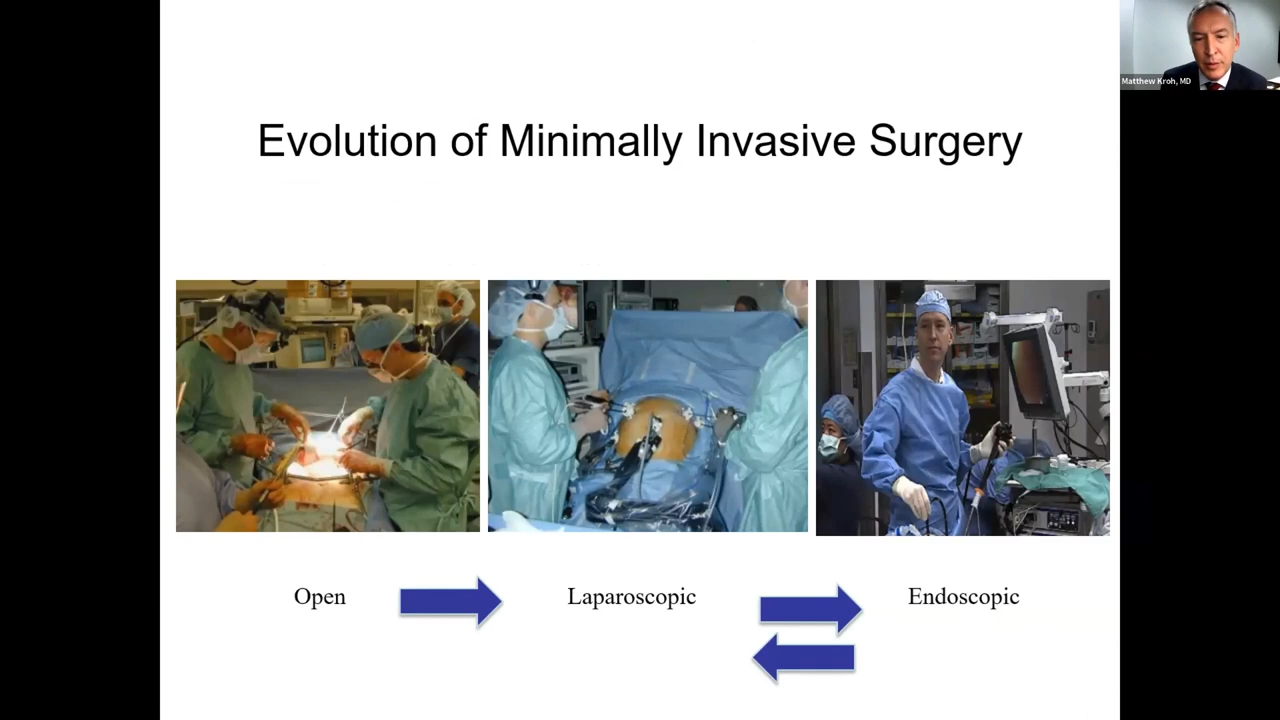 Matthew Kroh, MD
Evolution of Minimally Invasive Surgery
Open
Laparoscopic
Endoscopic